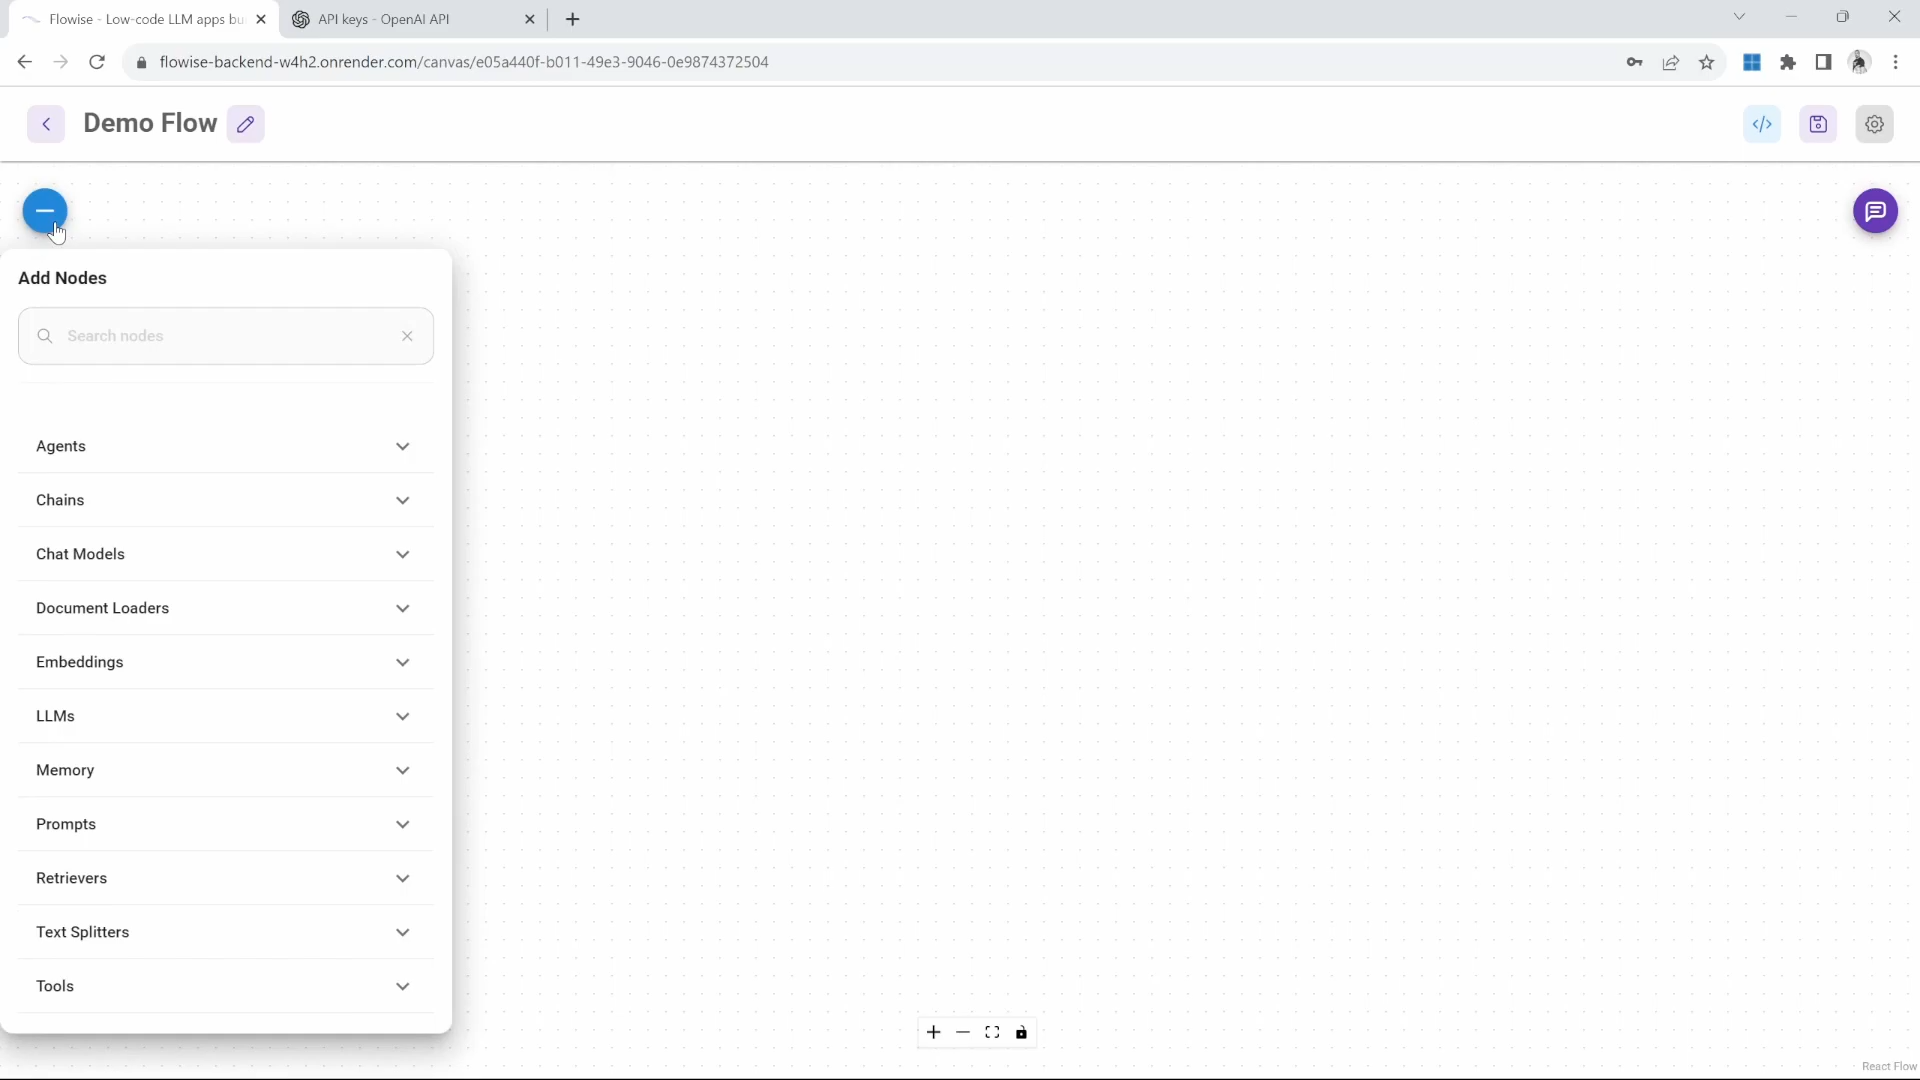 Flowise - Low-code LLM apps bu
API keys - OpenAI API
flowise-backend-w4h2.onrender.com/canvas/e05a440f-b011-49e3-9046-0e9874372504
Demo Flow
Add Nodes
Search nodes
Agents
Chains
Chat Models
Document Loaders
Embeddings
LLMs
Memory
Prompts
Retrievers
Text Splitters
Tools
React Flow